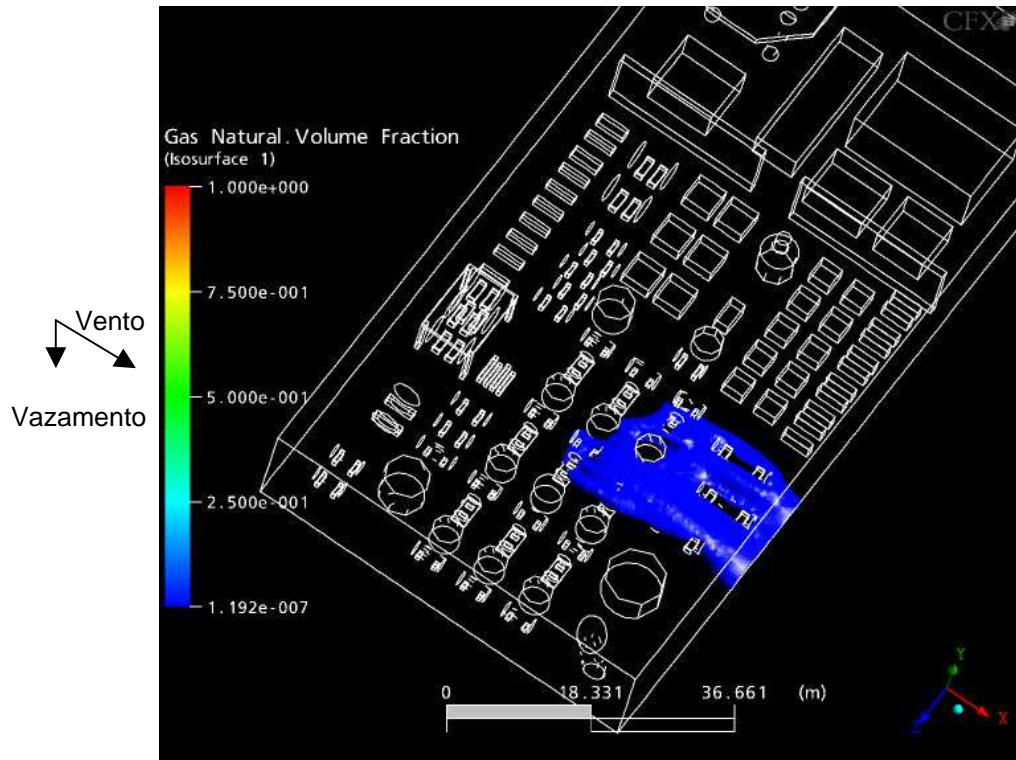 CFX
Gas Natural.Volume Fraction
(Isosurface 1)
1.000e+000
7.500e-001
5.000e-001
2.500e-001
1.192e-007
Vento
Vazamento
0 18.331 36.661 (m)
Y
X
Z